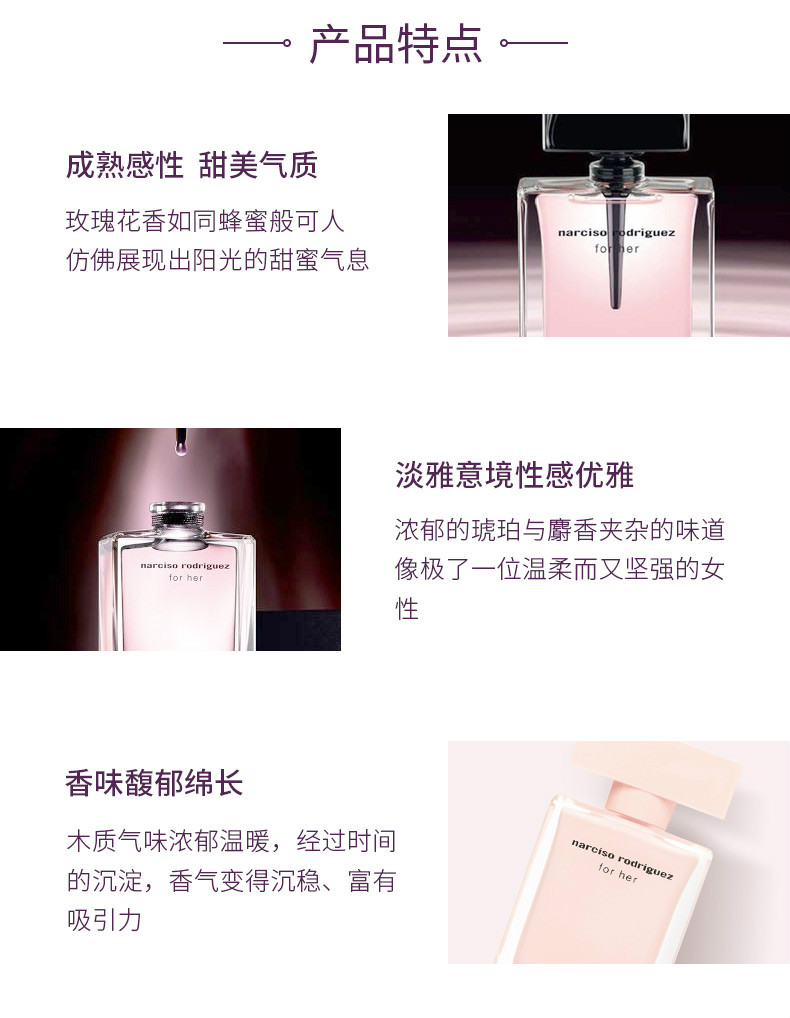 产品特点
成熟感性 甜美气质
玫瑰花香如同蜂蜜般可人
仿佛展现出阳光的甜蜜气息
narciso rodriguez
for her
narciso rodriguez
for her
淡雅意境性感优雅
浓郁的琥珀与麝香夹杂的味道
像极了一位温柔而又坚强的女
性
香味馥郁绵长
木质气味浓郁温暖，经过时间
的沉淀，香气变得沉稳、富有
吸引力
narciso rodriguez
for her